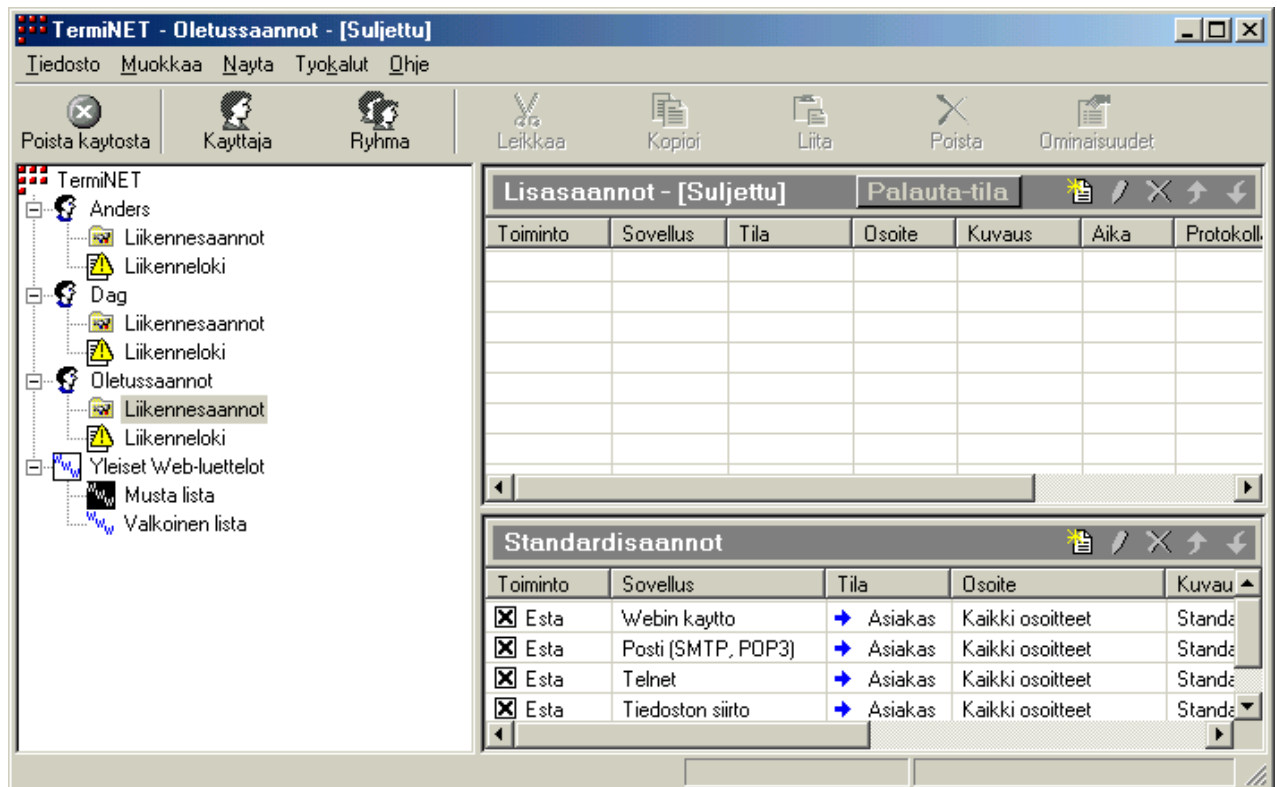 TermiNET - Oletussaannot - [Suljettu]
Tiedosto Muokkaa Nayta Tyokalut Ohje
Poista kaytosta Kayttaja Ryhma Leikkaa Kopioi Liita Poista Ominaisuudet
TermiNET
Anders
Liikennesaannot
Liikenneloki
Dag
Liikennesaannot
Liikenneloki
Oletussaannot
Liikennesaannot
Liikenneloki
Yleiset Web-luettelot
Musta lista
Valkoinen lista
Lisasaannot - [Suljettu] Palauta-tila
Toiminto Sovellus Tila Osoite Kuvaus Aika Protokoll
Standardisaannot
Toiminto Sovellus Tila Osoite Kuvau
Esta Webin kaytto Asiakas Kaikki osoitteet Standa
Esta Posti (SMTP, POP3) Asiakas Kaikki osoitteet Standa
Esta Telnet Asiakas Kaikki osoitteet Standa
Esta Tiedoston siirto Asiakas Kaikki osoitteet Standa